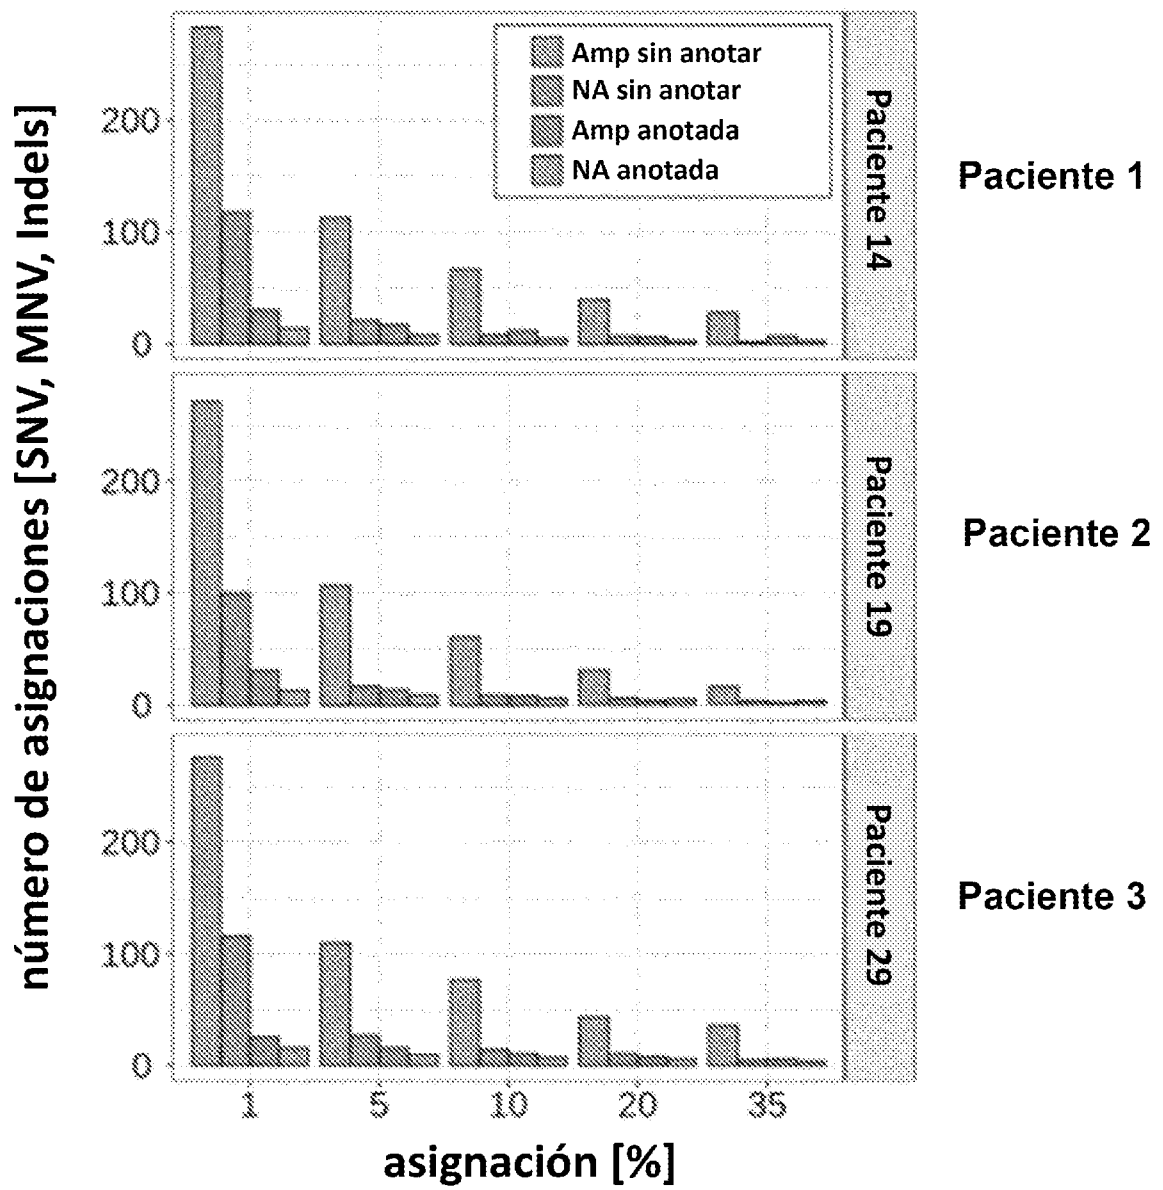 número de asignaciones [SNV, MNV, Indels]
Amp sin anotar
NA sin anotar
Amp anotada
NA anotada
200
100
0
Paciente 14
Paciente 1
200
100
0
Paciente 19
Paciente 2
200
100
0
Paciente 29
Paciente 3
1 5 10 20 35
asignación [%]